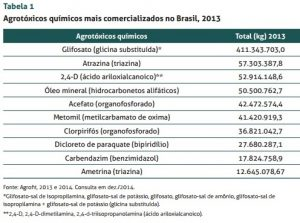 Tabela 1
Agrotóxicos químicos mais comercializados no Brasil, 2013
Agrotóxicos químicos Total (kg) 2013
Glifosato (glicina substituída)* 411.343.703,0
Atrazina (triazina) 57.303.387,8
2,4-D (ácido ariloxialcanoico)** 52.914.148,6
Óleo mineral (hidrocarbonetos alifáticos) 50.500.762,7
Acefato (organofosforado) 42.472.574,4
Metomil (metilcarbamato de oxima) 41.420.919,3
Clorpirifós (organofosforado) 36.821.042,7
Dicloreto de paraquate (bipiridílio) 27.680.287,1
Carbendazim (benzimidazol) 17.824.758,9
Ametrina (triazina) 12.645.078,67
Fonte: Agrofit, 2013 e 2014. Consulta em dez./2014.
*Glifosato-sal de isopropilamina, glifosato-sal de potássio, glifosato, glifosato-sal de amônio, glifosato-sal de
isopropilamina + glifosato-sal de potássio (glicina substituída).
**2,4-D, 2,4-D-dimetilamina, 2,4-d-triisopropanolamina (ácido ariloxialcanoico).